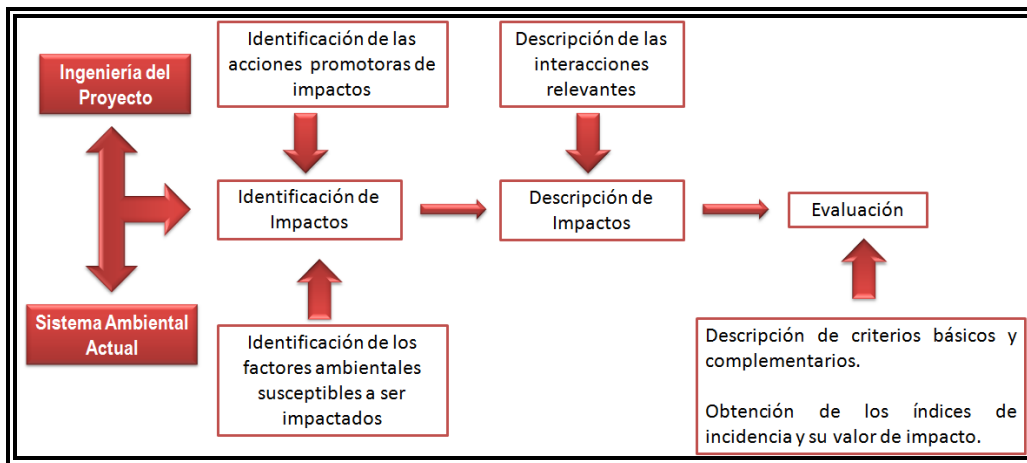 Ingeniería del
Proyecto
Identificación de las
acciones promotoras de
impactos
Descripción de las
interacciones
relevantes
Identificación de
Impactos
Descripción de
Impactos
Evaluación
Sistema Ambiental
Actual
Identificación de los
factores ambientales
susceptibles a ser
impactados
Descripción de criterios básicos y
complementarios.
Obtención de los índices de
incidencia y su valor de impacto.